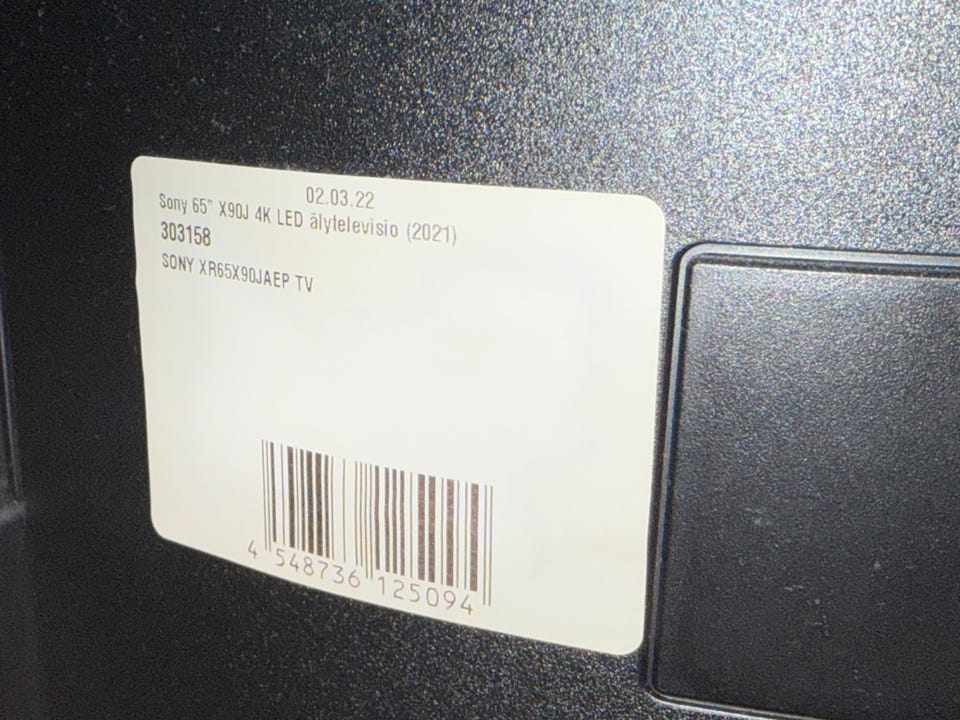 02.03.22
Sony 65" X90J 4K LED älytelevisio (2021)
303158
SONY XR65X90JAEP TV
4 548736 125094